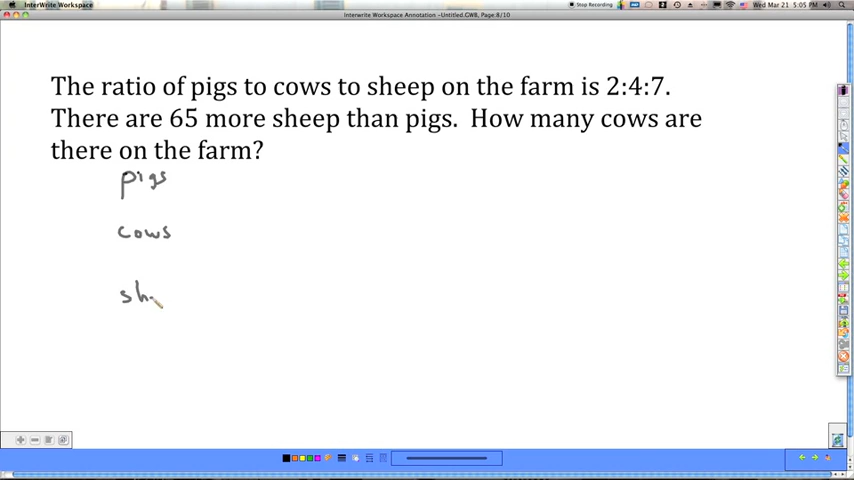 InterWrite Workspace
Stop Recording
Wed Mar 21 5:05 PM
Interwrite Workspace Annotation -Untitled.GWB, Page:8/10
The ratio of pigs to cows to sheep on the farm is 2:4:7.
There are 65 more sheep than pigs. How many cows are
there on the farm?
pigs
cows
sh